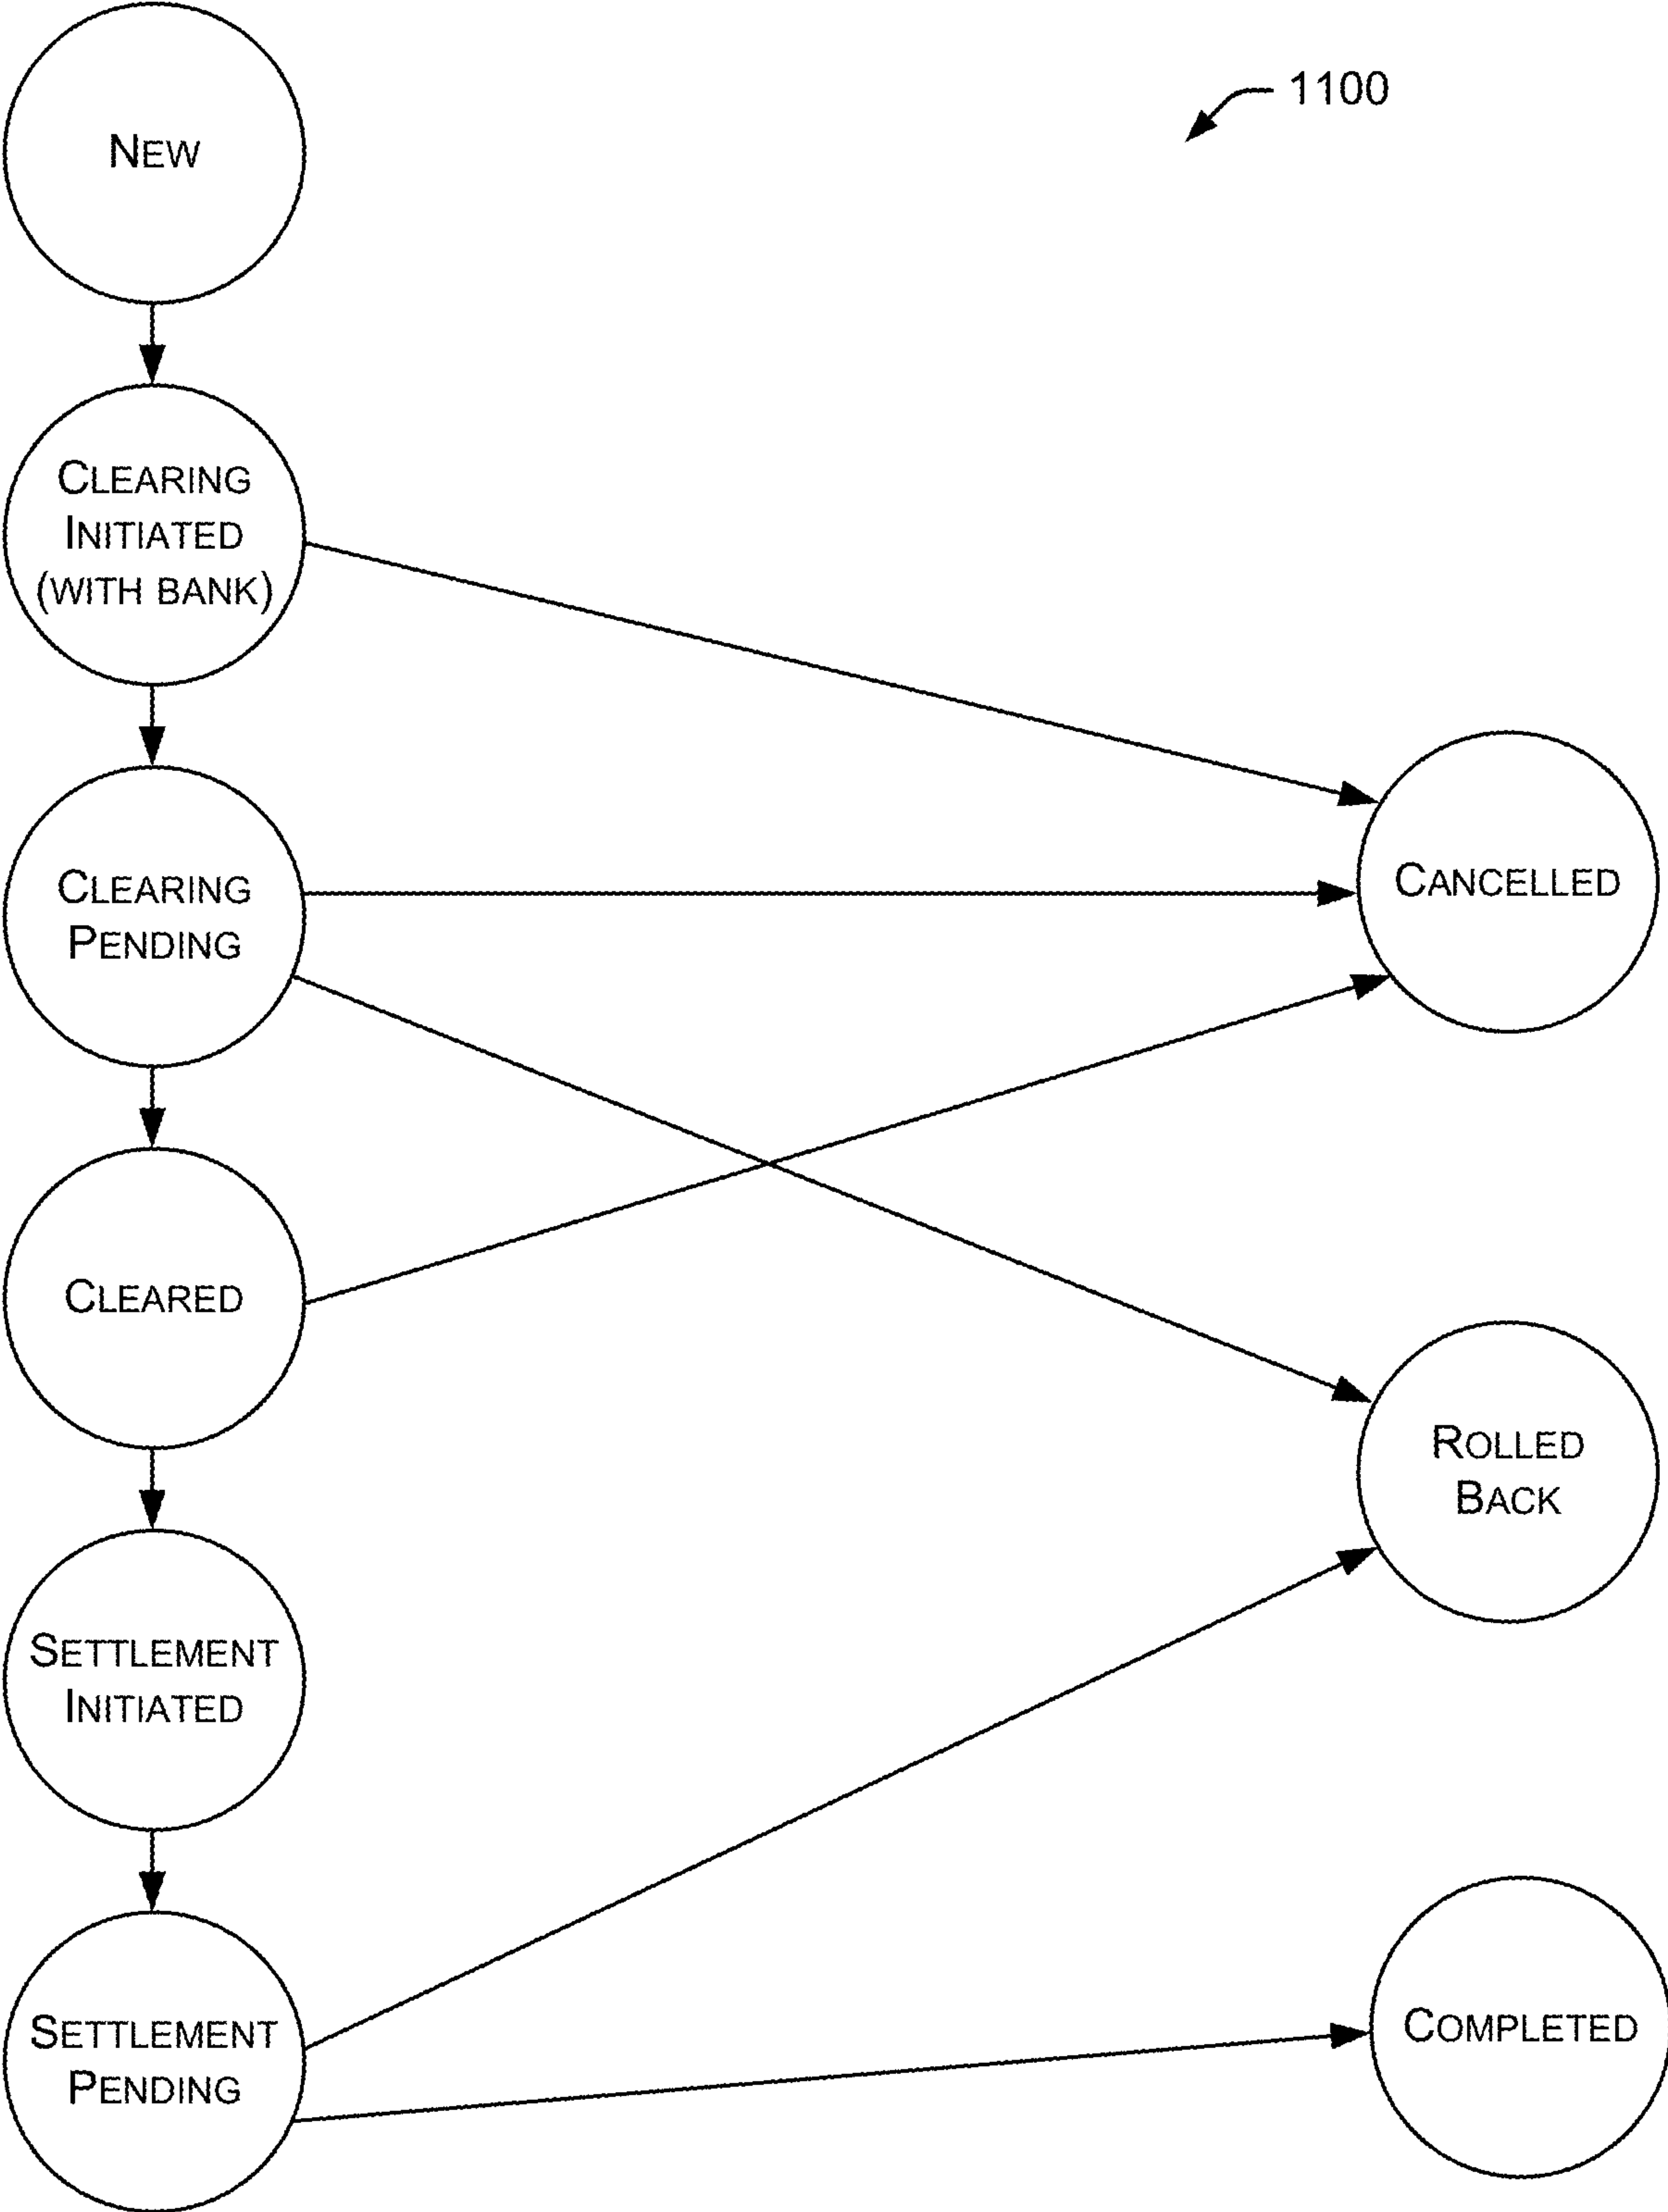 1100
NEW
CLEARING
INITIATED
(WITH BANK)
CLEARING
PENDING
CANCELLED
CLEARED
ROLLED
BACK
SETTLEMENT
INITIATED
SETTLEMENT
PENDING
COMPLETED